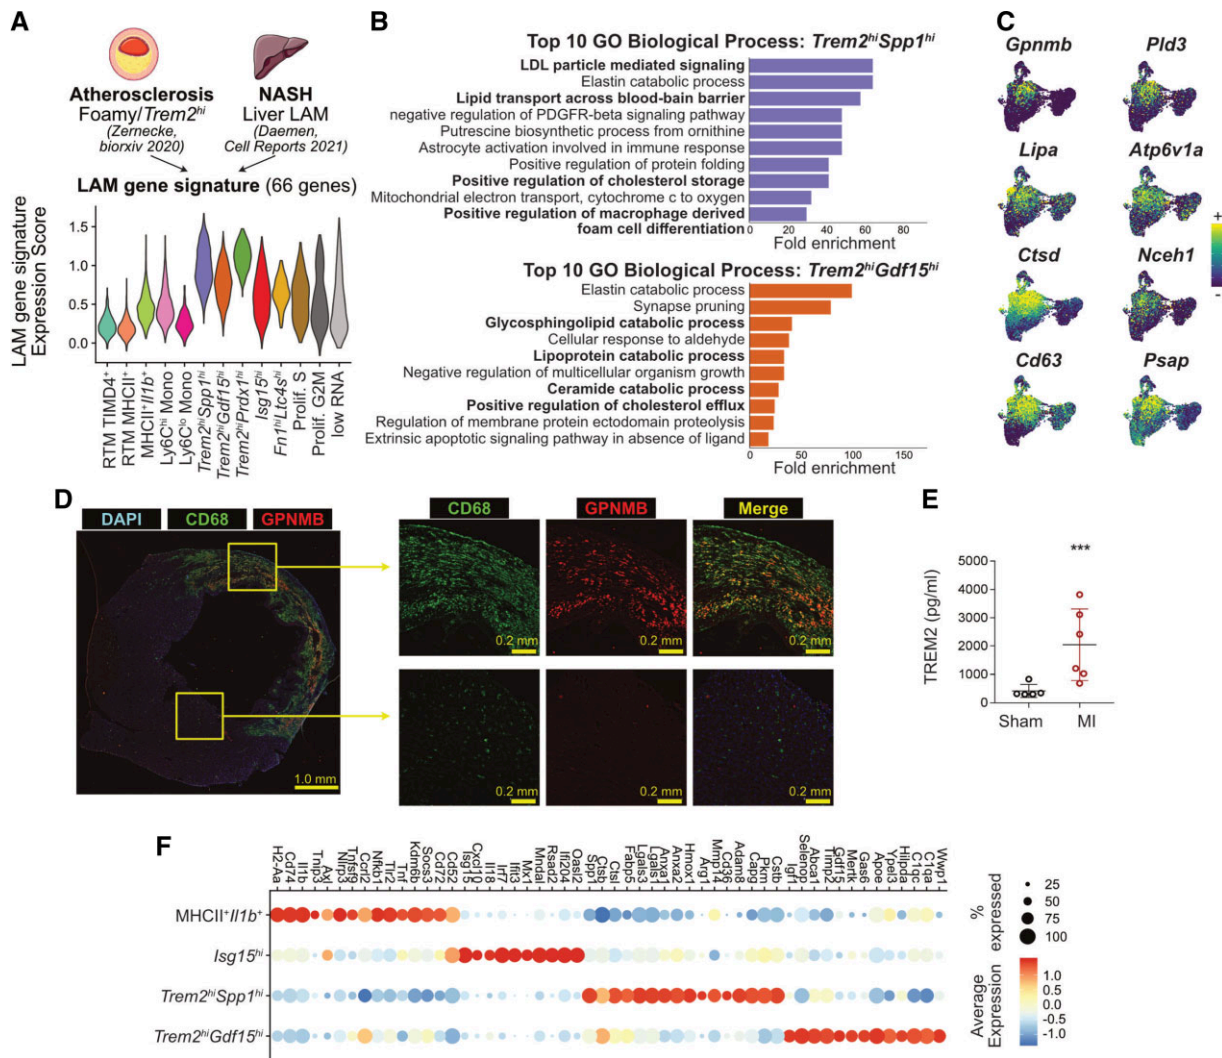 A
Atherosclerosis
Foamy/Trem2hi
(Zernecke,
biorxiv 2020)
NASH
Liver LAM
(Daemen,
Cell Reports 2021)
LAM gene signature (66 genes)
LAM gene signature
Expression Score
1.5
1.0
0.5
0.0
RTM TIMD4+
RTM MHCII+
MHCII+Il1b+
Ly6Chi Mono
Ly6Clo Mono
Trem2hiSpp1hi
Trem2hiGdf15hi
Trem2hiPrdx1hi
Isg15hi
Fn1hiLtc4shi
Prolif. S
Prolif. G2M
low RNA
B
Top 10 GO Biological Process: Trem2hiSpp1hi
LDL particle mediated signaling
Elastin catabolic process
Lipid transport across blood-bain barrier
negative regulation of PDGFR-beta signaling pathway
Putrescine biosynthetic process from ornithine
Astrocyte activation involved in immune response
Positive regulation of protein folding
Positive regulation of cholesterol storage
Mitochondrial electron transport, cytochrome c to oxygen
Positive regulation of macrophage derived
foam cell differentiation
0 20 40 60 80
Fold enrichment
Top 10 GO Biological Process: Trem2hiGdf15hi
Elastin catabolic process
Synapse pruning
Glycosphingolipid catabolic process
Cellular response to aldehyde
Lipoprotein catabolic process
Negative regulation of multicellular organism growth
Ceramide catabolic process
Positive regulation of cholesterol efflux
Regulation of membrane protein ectodomain proteolysis
Extrinsic apoptotic signaling pathway in absence of ligand
0 50 100 150
Fold enrichment
C
Gpnmb Pld3
Lipa Atp6v1a
Ctsd Nceh1
Cd63 Psap
+
-
D
DAPI CD68 GPNMB
1.0 mm
CD68 GPNMB Merge
0.2 mm 0.2 mm 0.2 mm
0.2 mm 0.2 mm 0.2 mm
E
***
TREM2 (pg/ml)
5000
4000
3000
2000
1000
0
Sham MI
F
H2-Aa
Cd74
Il1b
Tnip3
Axl
Nlrp3
Tnfsf9
Ccrl2
Nfkb1
Tlr2
Tnf
Kdm6b
Socs3
Cd72
Cd52
Isg15
Cxcl10
Il18
Irf7
Ifit3
Mx1
Mndal
Rsad2
Ifi204
Oasl2
Spp1
Ctsb
Ctsl
Fabp5
Lgals3
Lgals1
Anxa1
Anxa2
Hmox1
Arg1
Mmp14
Cd36
Adam8
Capg
Pkm
Cstb
Igf1
Selenop
Abca1
Timp2
Gdf15
Mertk
Gas6
Apoe
Ypel3
Hilpda
C1qc
C1qa
Wwp1
MHCII+Il1b+
Isg15hi
Trem2hiSpp1hi
Trem2hiGdf15hi
% expressed
25
50
75
100
Average
Expression
1.0
0.5
0.0
-0.5
-1.0